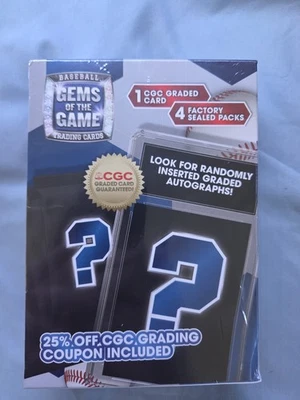 BASEBALL
GEMS
OF THE
GAME
TRADING CARDS
1 CGC GRADED
CARD
4 FACTORY
SEALED PACKS
CGC
GRADED CARD
GUARANTEED!
LOOK FOR RANDOMLY
INSERTED GRADED
AUTOGRAPHS!
?
?
25% OFF CGC GRADING
COUPON INCLUDED